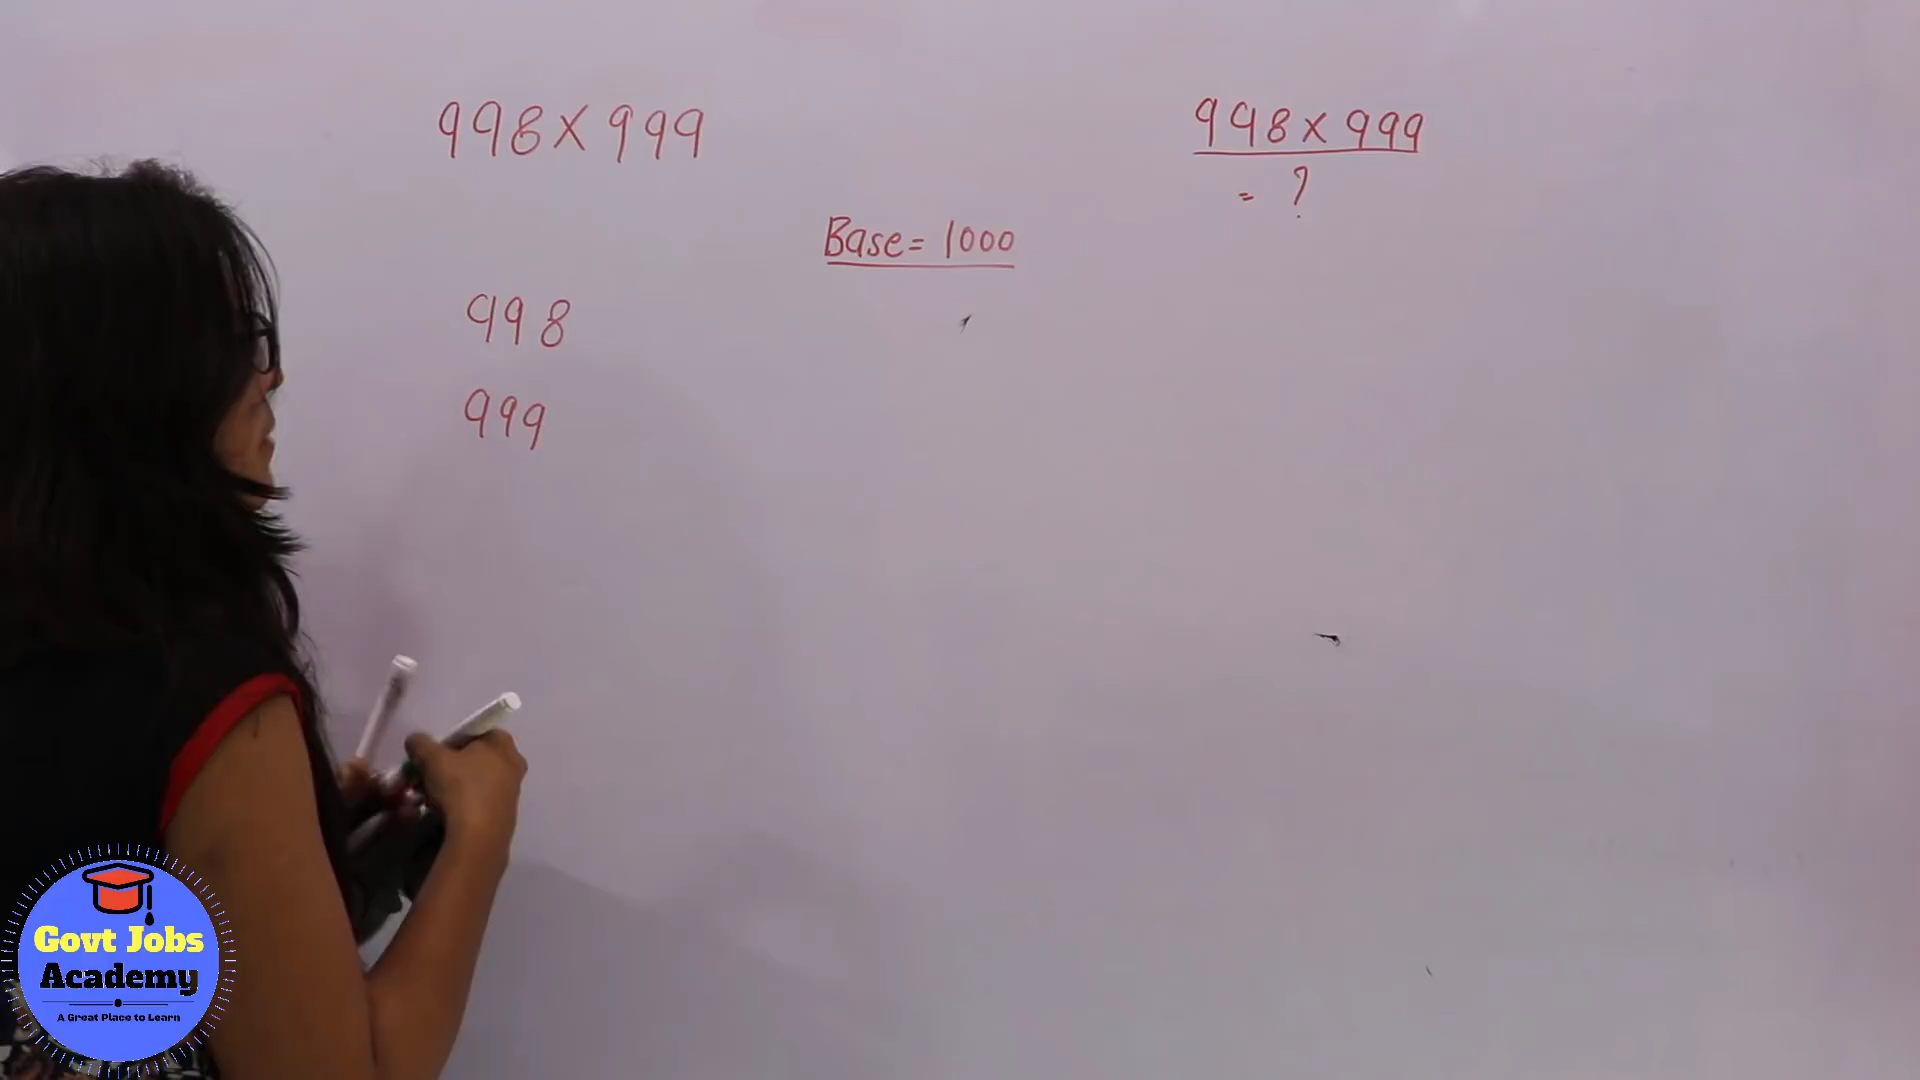 998×999
998×999
= ?
Base = 1000
998
999
Govt Jobs
Academy
A Great Place to Learn